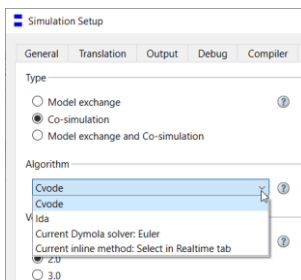 Simulation Setup
General Translation Output Debug Compiler
Type
Model exchange
Co-simulation
Model exchange and Co-simulation
Algorithm
Cvode
Cvode
Ida
Current Dymola solver: Euler
Current inline method: Select in Realtime tab
2.0
3.0